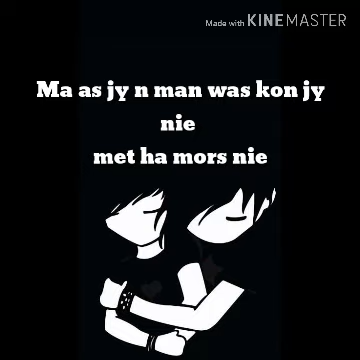 Made with KINEMASTER
Ma as jy n man was kon jy
nie
met ha mors nie